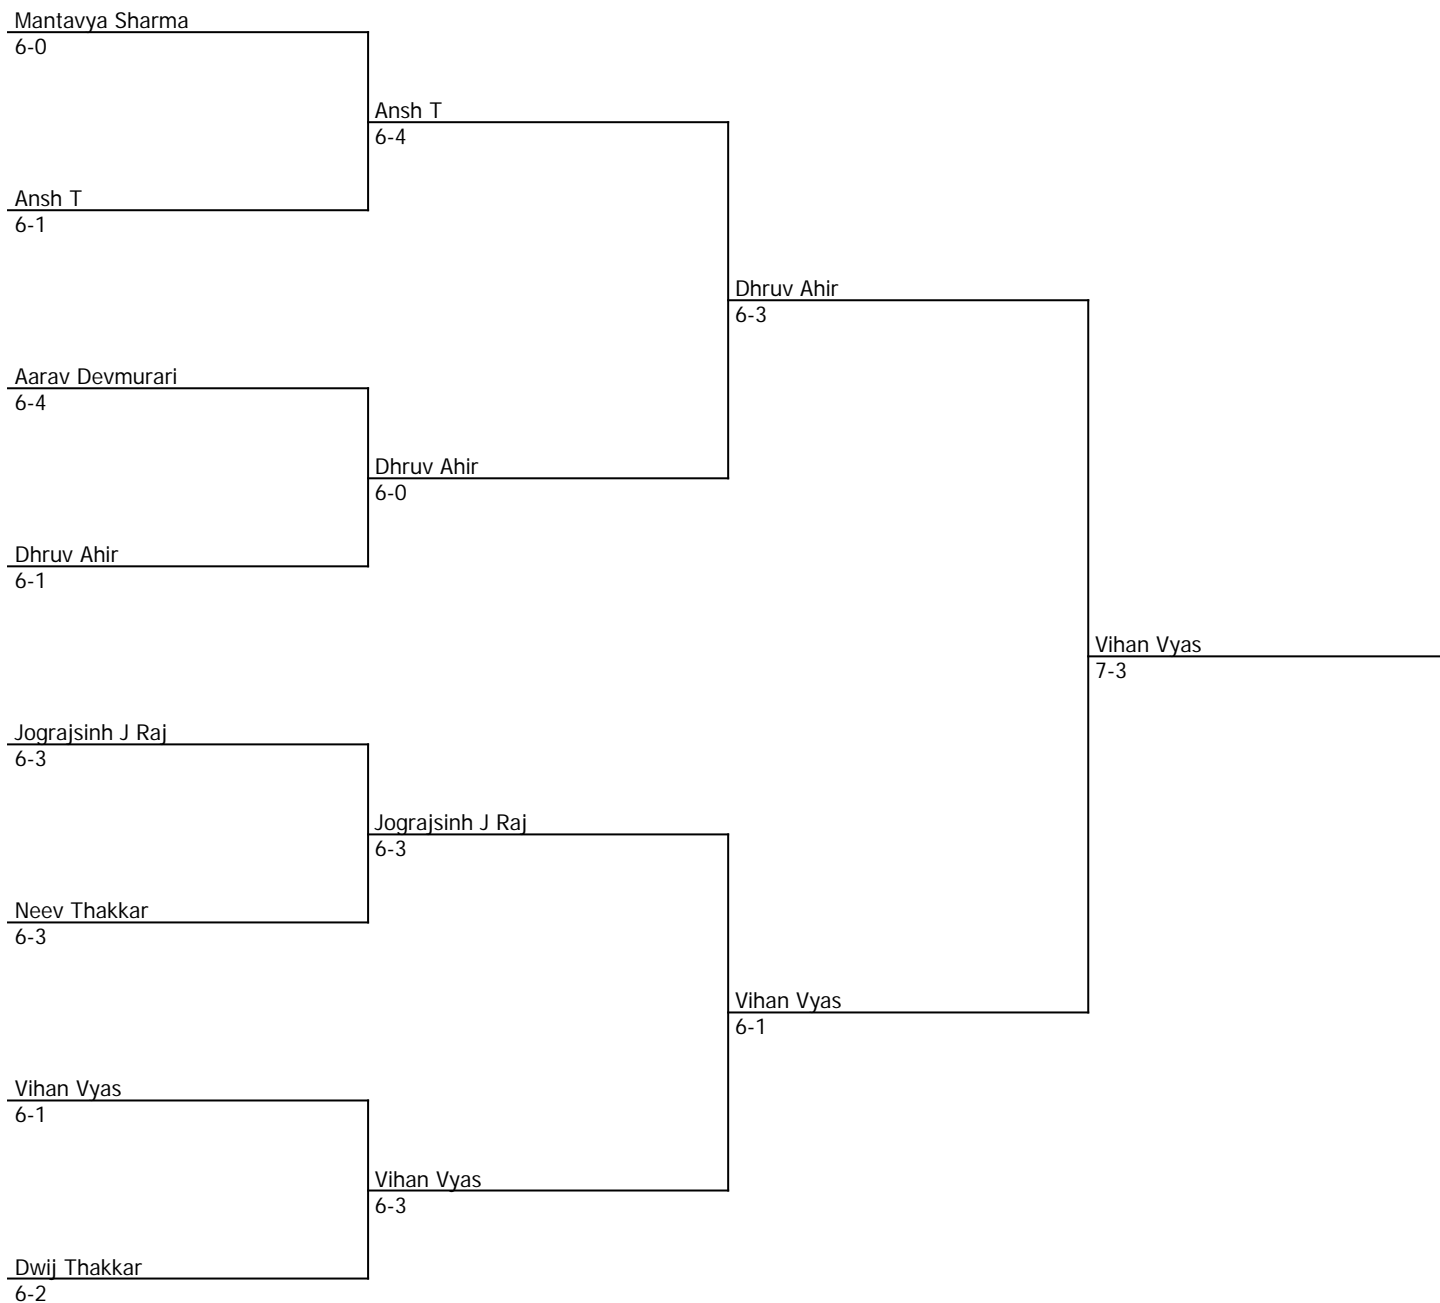 Mantavya Sharma
6-0
Ansh T
6-4
Ansh T
6-1
Dhruv Ahir
6-3
Aarav Devmurari
6-4
Dhruv Ahir
6-0
Dhruv Ahir
6-1
Vihan Vyas
7-3
Jograjsinh J Raj
6-3
Jograjsinh J Raj
6-3
Neev Thakkar
6-3
Vihan Vyas
6-1
Vihan Vyas
6-1
Vihan Vyas
6-3
Dwij Thakkar
6-2